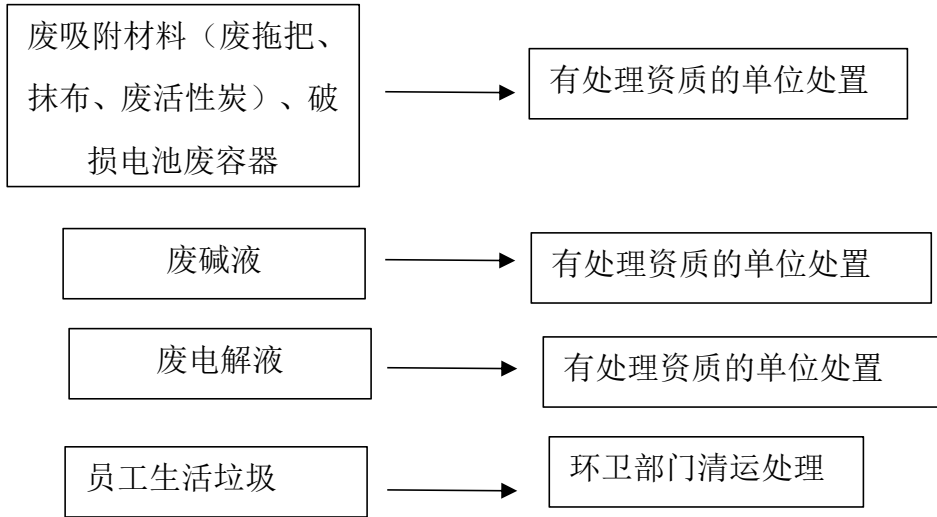 废吸附材料（废拖把、
抹布、废活性炭）、破
损电池废容器
有处理资质的单位处置
废碱液
有处理资质的单位处置
废电解液
有处理资质的单位处置
员工生活垃圾
环卫部门清运处理